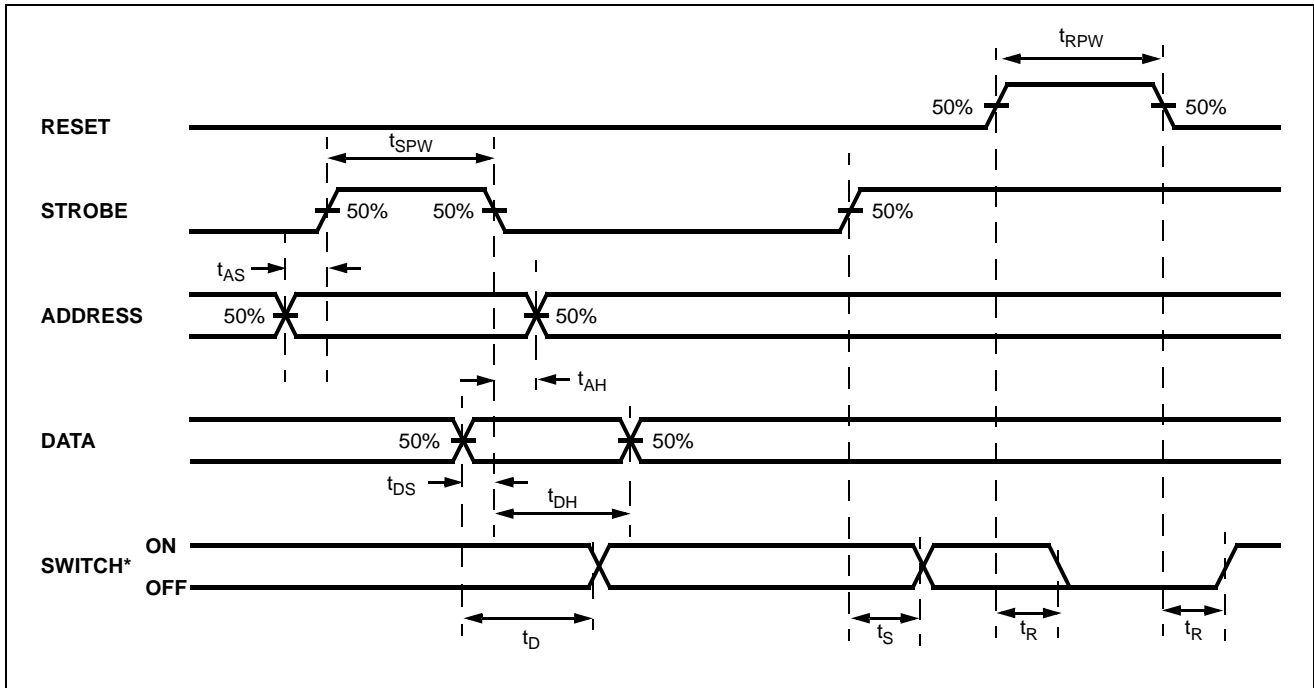 tRPW
50% 50%
RESET
tSPW
STROBE 50% 50% 50%
tAS
ADDRESS 50% 50%
tAH
DATA 50% 50%
tDS tDH
ON
SWITCH*
OFF
tD tS tR tR